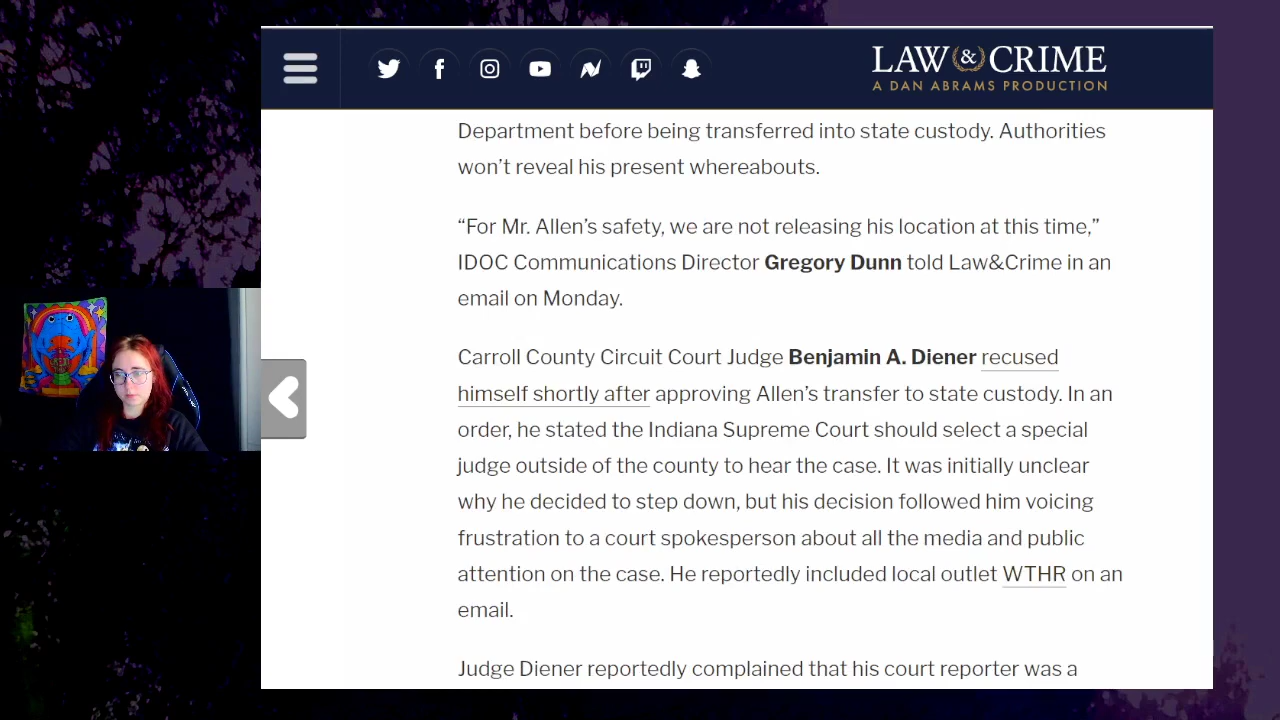 LAW & CRIME
A DAN ABRAMS PRODUCTION
Department before being transferred into state custody. Authorities
won’t reveal his present whereabouts.
“For Mr. Allen’s safety, we are not releasing his location at this time,”
IDOC Communications Director Gregory Dunn told Law&Crime in an
email on Monday.
Carroll County Circuit Court Judge Benjamin A. Diener recused
himself shortly after approving Allen’s transfer to state custody. In an
order, he stated the Indiana Supreme Court should select a special
judge outside of the county to hear the case. It was initially unclear
why he decided to step down, but his decision followed him voicing
frustration to a court spokesperson about all the media and public
attention on the case. He reportedly included local outlet WTHR on an
email.
Judge Diener reportedly complained that his court reporter was a